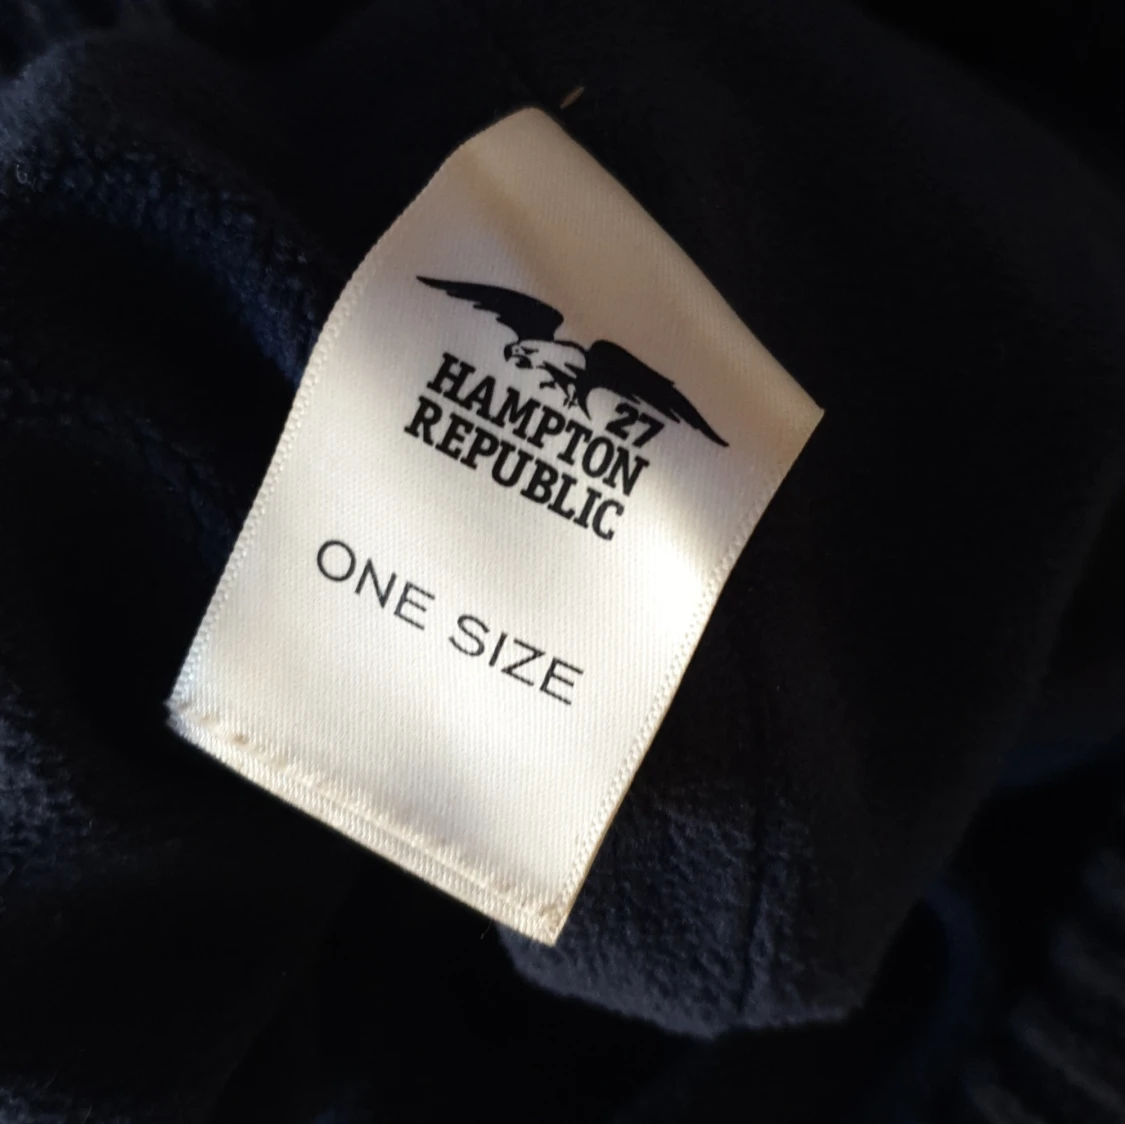 27
HAMPTON
REPUBLIC
ONE SIZE